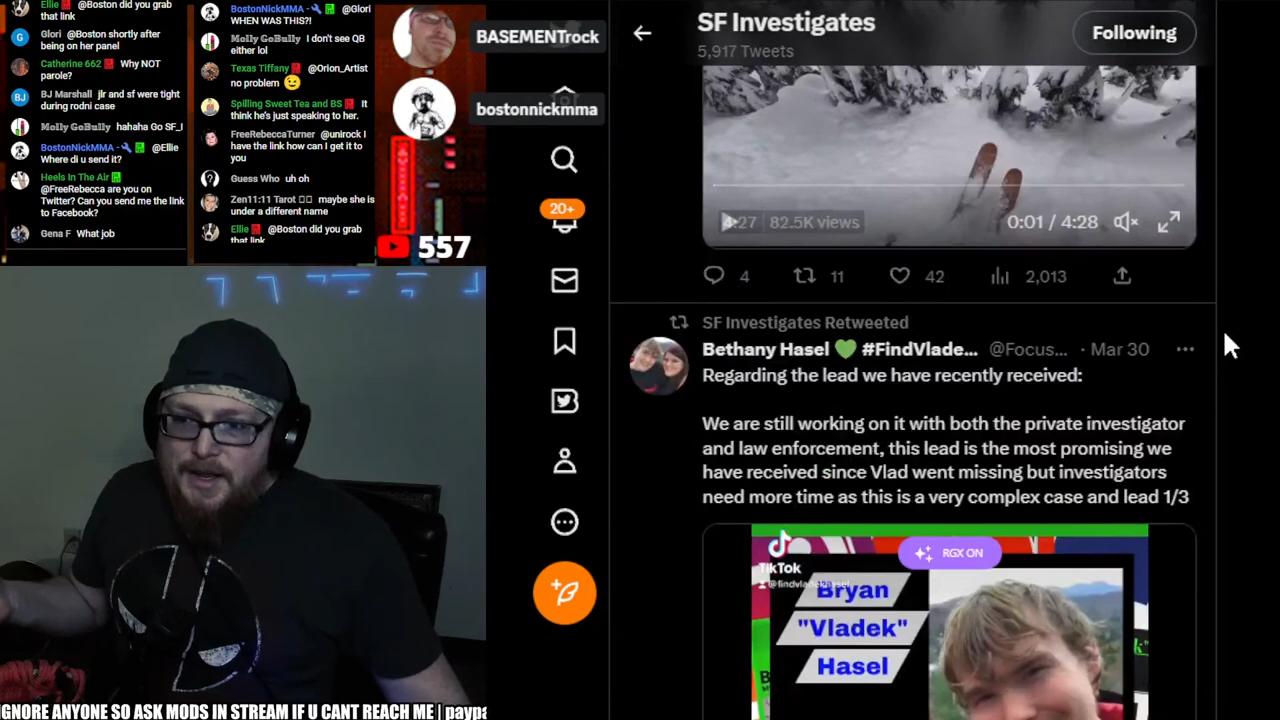 Ellie @Boston did you grab
that link
Glori @Boston shortly after
being on her panel
Catherine 662 Why NOT
parole?
BJ Marshall jlr and sf were tight
during rodni case
Molly GoBully hahaha Go SF_I
BostonNickMMA - @Ellie
Where di u send it?
Heels In The Air
@FreeRebecca are you on
Twitter? Can you send me the link
to Facebook?
Gena F What job
BostonNickMMA - @Glori
WHEN WAS THIS?!
Molly GoBully I don't see QB
either lol
Texas Tiffany @Orion_Artist
no problem 😉
Spilling Sweet Tea and BS It
think he's just speaking to her.
FreeRebeccaTurner @unirock I
have the link how can I get it to
you
Guess Who uh oh
Zen11:11 Tarot maybe she is
under a different name
Ellie @Boston did you grab
that link
BASEMENTrock
bostonnickmma
557
20+
SF Investigates
5,917 Tweets
Following
4:27 82.5K views
0:01 / 4:28
4 11 42 2,013
SF Investigates Retweeted
Bethany Hasel 💚 #FindVlade... @Focus... · Mar 30
Regarding the lead we have recently received:
We are still working on it with both the private investigator
and law enforcement, this lead is the most promising we
have received since Vlad went missing but investigators
need more time as this is a very complex case and lead 1/3
TikTok
RGX ON
Bryan
"Vladek"
Hasel
IGNORE ANYONE SO ASK MODS IN STREAM IF U CANT REACH ME | paypa